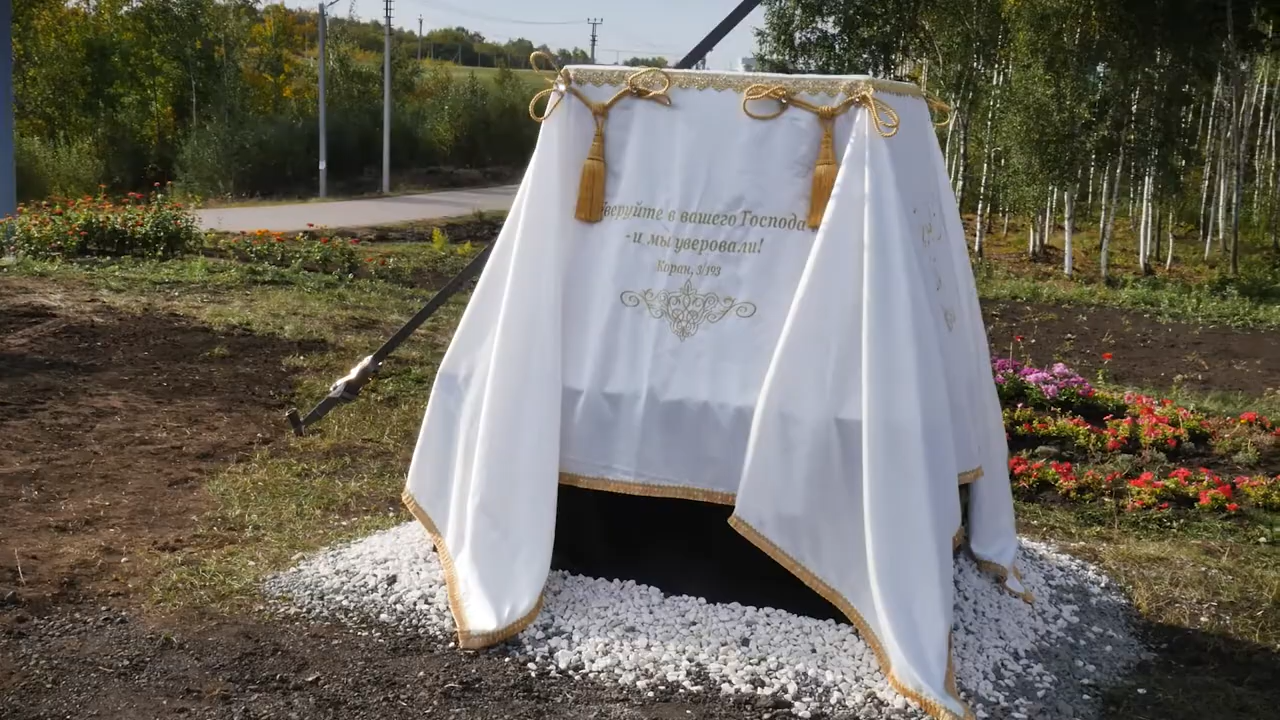 веруйте в вашего Господа
-и мы уверовали!
Коран, 3/193